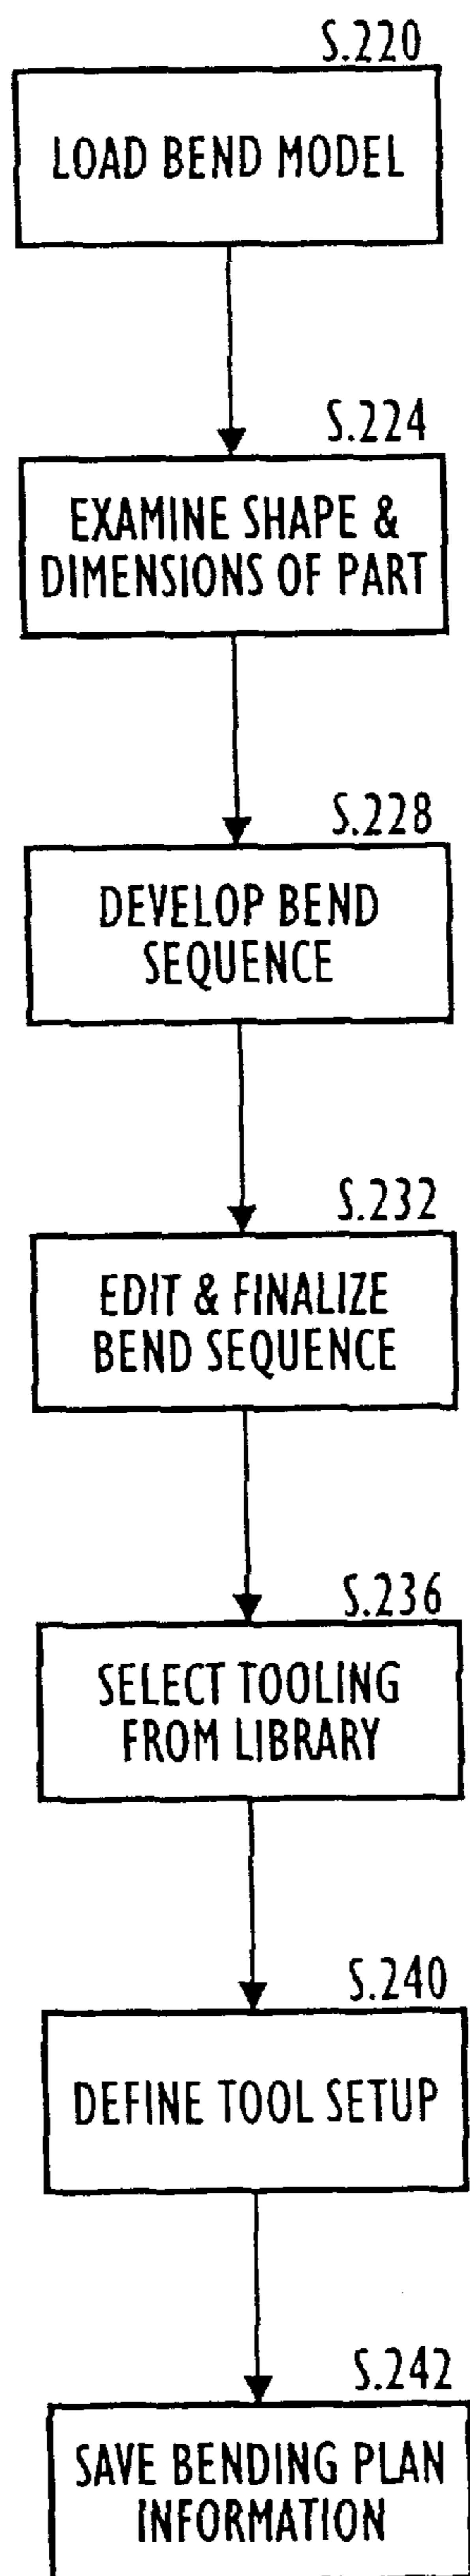 S.220
LOAD BEND MODEL
S.224
EXAMINE SHAPE &
DIMENSIONS OF PART
S.228
DEVELOP BEND
SEQUENCE
S.232
EDIT & FINALIZE
BEND SEQUENCE
S.236
SELECT TOOLING
FROM LIBRARY
S.240
DEFINE TOOL SETUP
S.242
SAVE BENDING PLAN
INFORMATION